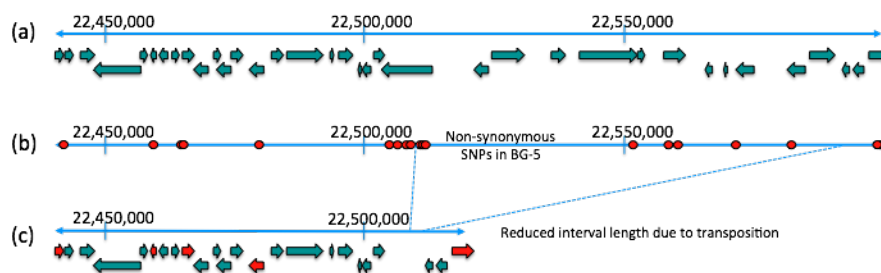 22,450,000 22,500,000 22,550,000
(a)
22,450,000 22,500,000 Non-synonymous 22,550,000
(b)
SNPs in BG-5
22,450,000 22,500,000
(c) Reduced interval length due to transposition